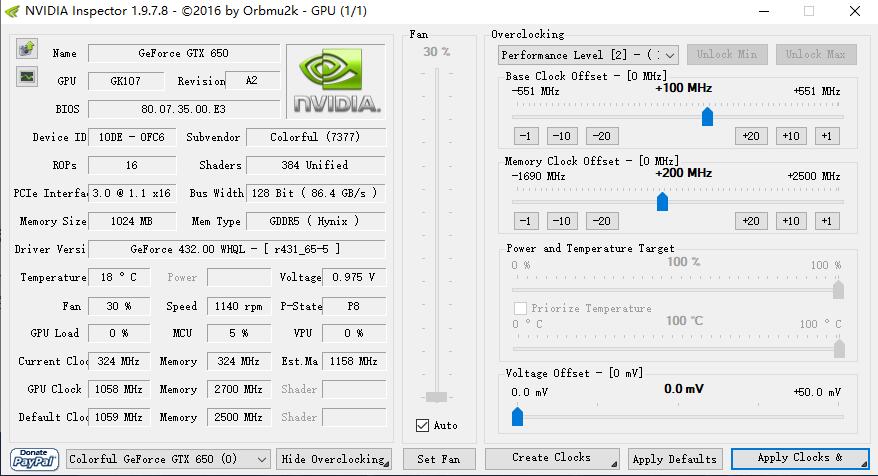 NVIDIA Inspector 1.9.7.8 - ©2016 by Orbmu2k - GPU (1/1)
Name GeForce GTX 650
GPU GK107 Revision A2
BIOS 80.07.35.00.E3
NVIDIA.
Device ID 10DE - 0FC6 Subvendor Colorful (7377)
ROPs 16 Shaders 384 Unified
PCIe Interfa 3.0 @ 1.1 x16 Bus Width 128 Bit ( 86.4 GB/s )
Memory Size 1024 MB Mem Type GDDR5 ( Hynix )
Driver Versi GeForce 432.00 WHQL - [ r431_65-5 ]
Temperature 18 ° C Power Voltage 0.975 V
Fan 30 % Speed 1140 rpm P-State P8
GPU Load 0 % MCU 5 % VPU 0 %
Current Cloc 324 MHz Memory 324 MHz Est.Ma 1158 MHz
GPU Clock 1058 MHz Memory 2700 MHz Shader
Default Cloc 1059 MHz Memory 2500 MHz Shader
Donate PayPal
Colorful GeForce GTX 650 (0)
Hide Overclocking
Fan
30 %
Auto
Set Fan
Overclocking
Performance Level [2] - ( Unlock Min Unlock Max
Base Clock Offset - [0 MHz]
-551 MHz +100 MHz +551 MHz
-1 -10 -20 +20 +10 +1
Memory Clock Offset - [0 MHz]
-1690 MHz +200 MHz +2500 MHz
-1 -10 -20 +20 +10 +1
Power and Temperature Target
0 % 100 % 100 %
Priorize Temperature
0 ° C 100 °C 100 ° C
Voltage Offset - [0 mV]
0.0 mV 0.0 mV +50.0 mV
Create Clocks Apply Defaults Apply Clocks &